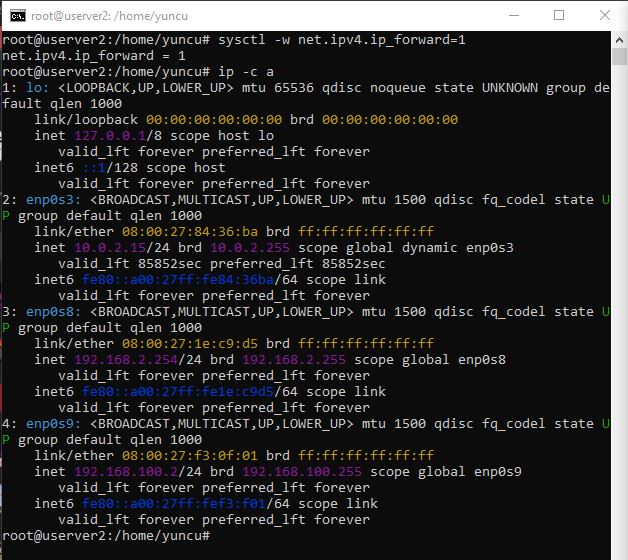 root@userver2: /home/yuncu
root@userver2:/home/yuncu# sysctl -w net.ipv4.ip_forward=1
net.ipv4.ip_forward = 1
root@userver2:/home/yuncu# ip -c a
1: lo: <LOOPBACK,UP,LOWER_UP> mtu 65536 qdisc noqueue state UNKNOWN group de
fault qlen 1000
    link/loopback 00:00:00:00:00:00 brd 00:00:00:00:00:00
    inet 127.0.0.1/8 scope host lo
       valid_lft forever preferred_lft forever
    inet6 ::1/128 scope host
       valid_lft forever preferred_lft forever
2: enp0s3: <BROADCAST,MULTICAST,UP,LOWER_UP> mtu 1500 qdisc fq_codel state U
P group default qlen 1000
    link/ether 08:00:27:84:36:ba brd ff:ff:ff:ff:ff:ff
    inet 10.0.2.15/24 brd 10.0.2.255 scope global dynamic enp0s3
       valid_lft 85852sec preferred_lft 85852sec
    inet6 fe80::a00:27ff:fe84:36ba/64 scope link
       valid_lft forever preferred_lft forever
3: enp0s8: <BROADCAST,MULTICAST,UP,LOWER_UP> mtu 1500 qdisc fq_codel state U
P group default qlen 1000
    link/ether 08:00:27:1e:c9:d5 brd ff:ff:ff:ff:ff:ff
    inet 192.168.2.254/24 brd 192.168.2.255 scope global enp0s8
       valid_lft forever preferred_lft forever
    inet6 fe80::a00:27ff:fe1e:c9d5/64 scope link
       valid_lft forever preferred_lft forever
4: enp0s9: <BROADCAST,MULTICAST,UP,LOWER_UP> mtu 1500 qdisc fq_codel state U
P group default qlen 1000
    link/ether 08:00:27:f3:0f:01 brd ff:ff:ff:ff:ff:ff
    inet 192.168.100.2/24 brd 192.168.100.255 scope global enp0s9
       valid_lft forever preferred_lft forever
    inet6 fe80::a00:27ff:fef3:f01/64 scope link
       valid_lft forever preferred_lft forever
root@userver2:/home/yuncu#